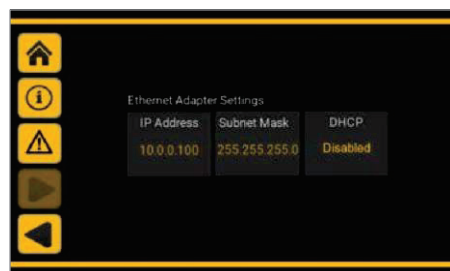 Ethernet Adapter Settings
IP Address Subnet Mask DHCP
10.0.0.100 255.255.255.0 Disabled